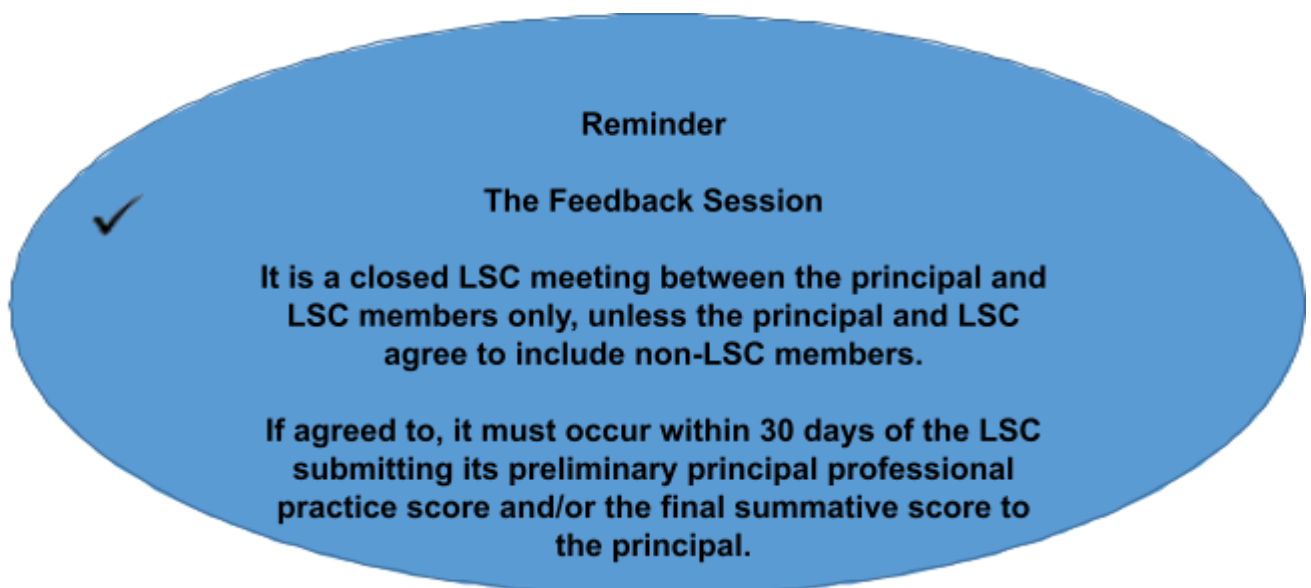 Reminder
The Feedback Session
It is a closed LSC meeting between the principal and
LSC members only, unless the principal and LSC
agree to include non-LSC members.
If agreed to, it must occur within 30 days of the LSC
submitting its preliminary principal professional
practice score and/or the final summative score to
the principal.